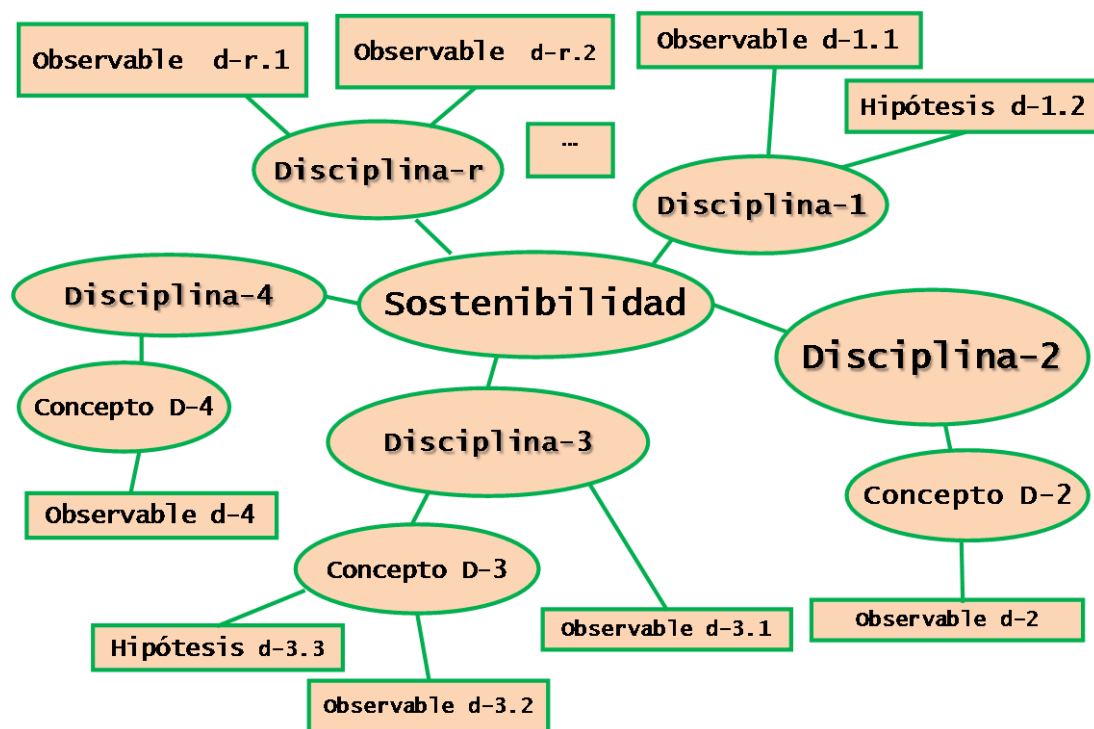 Observable d-r.1
Observable d-r.2
Observable d-1.1
Hipótesis d-1.2
...
Disciplina-r
Disciplina-1
Disciplina-4
Sostenibilidad
Disciplina-2
Concepto D-4
Disciplina-3
Concepto D-2
Observable d-4
Concepto D-3
Observable d-2
Observable d-3.1
Hipótesis d-3.3
Observable d-3.2